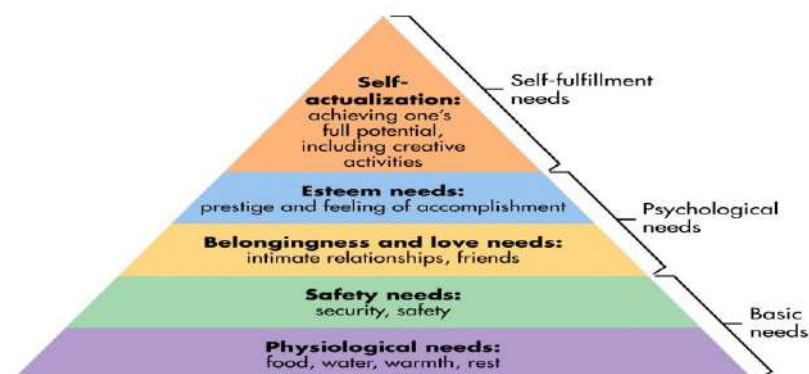 Self-
actualization:
achieving one's
full potential,
including creative
activities
Self-fulfillment
needs
Esteem needs:
prestige and feeling of accomplishment
Psychological
needs
Belongingness and love needs:
intimate relationships, friends
Safety needs:
security, safety
Basic
needs
Physiological needs:
food, water, warmth, rest